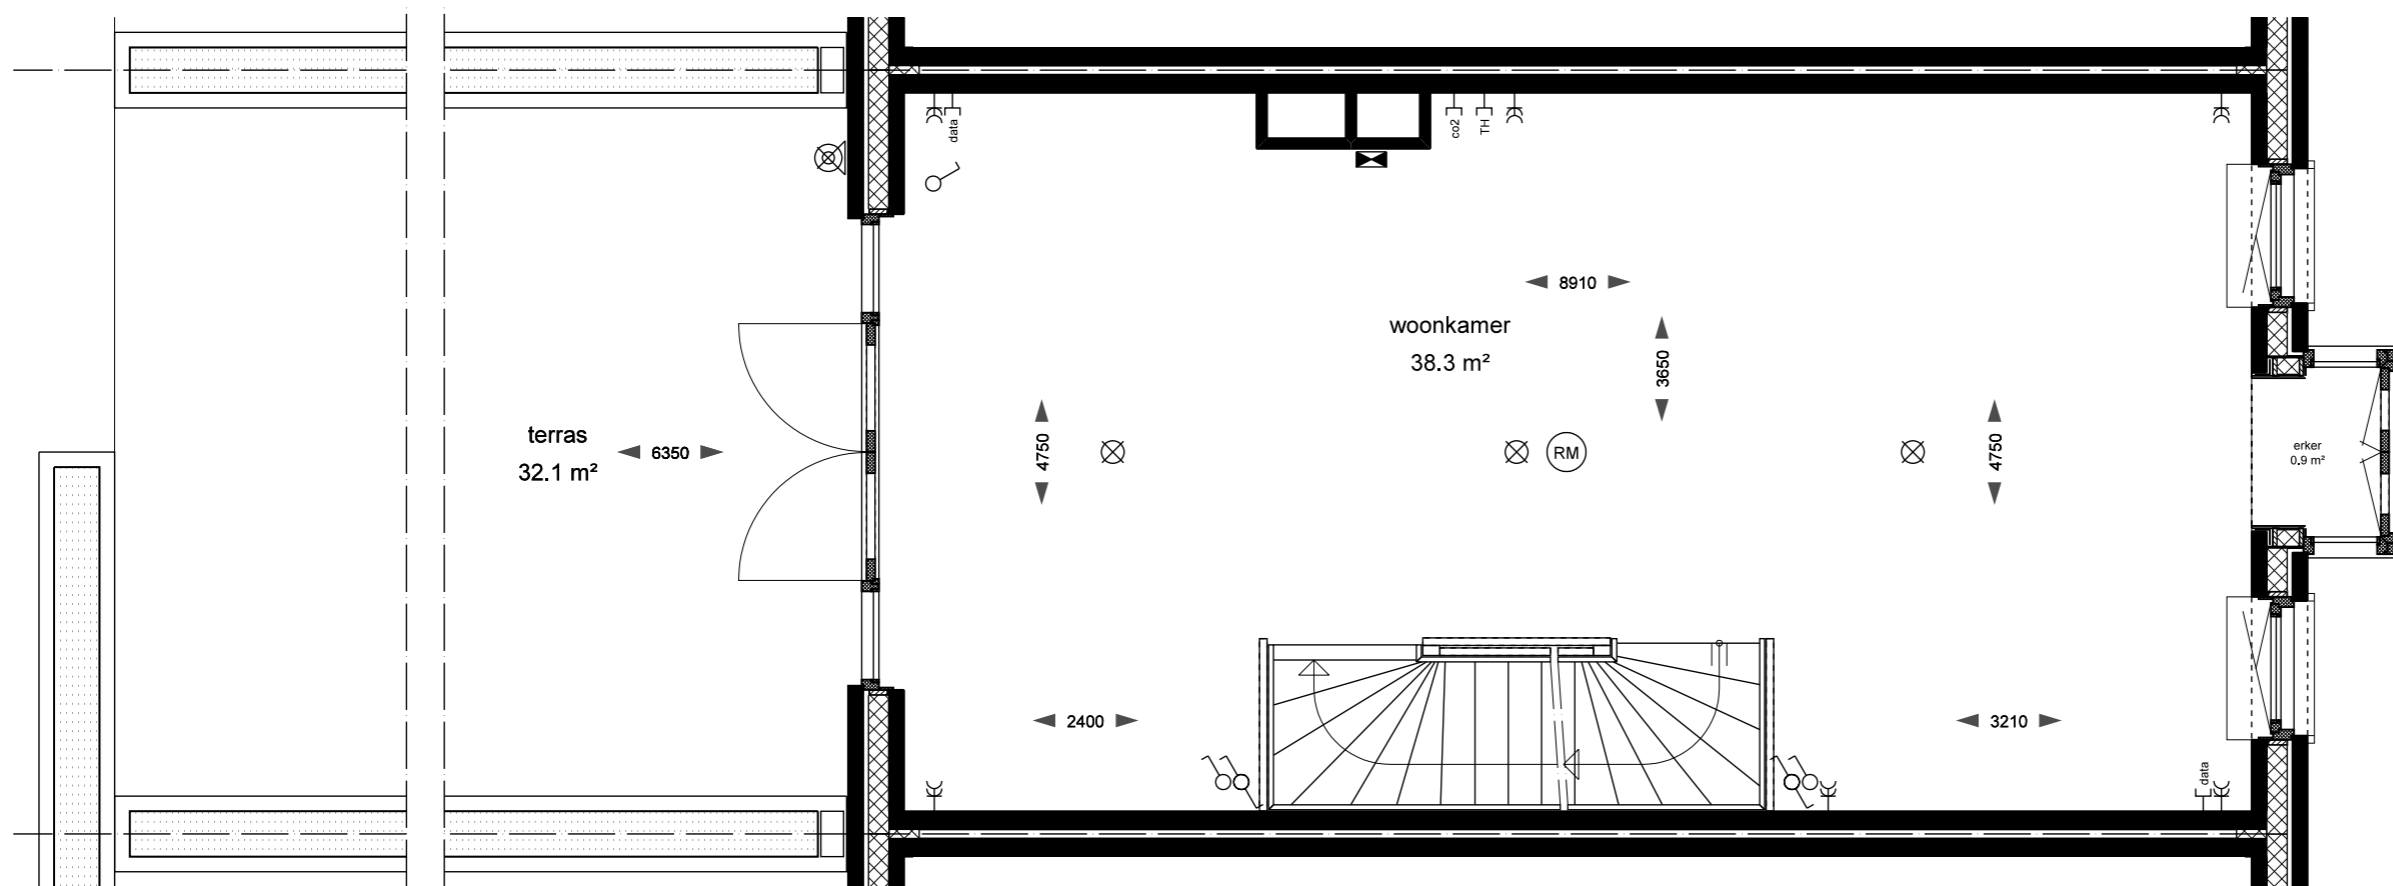 data
co2
TH
8910
woonkamer
38.3 m²
3650
terras
32.1 m²
6350
4750
RM
4750
erker
0.9 m²
2400
3210
data